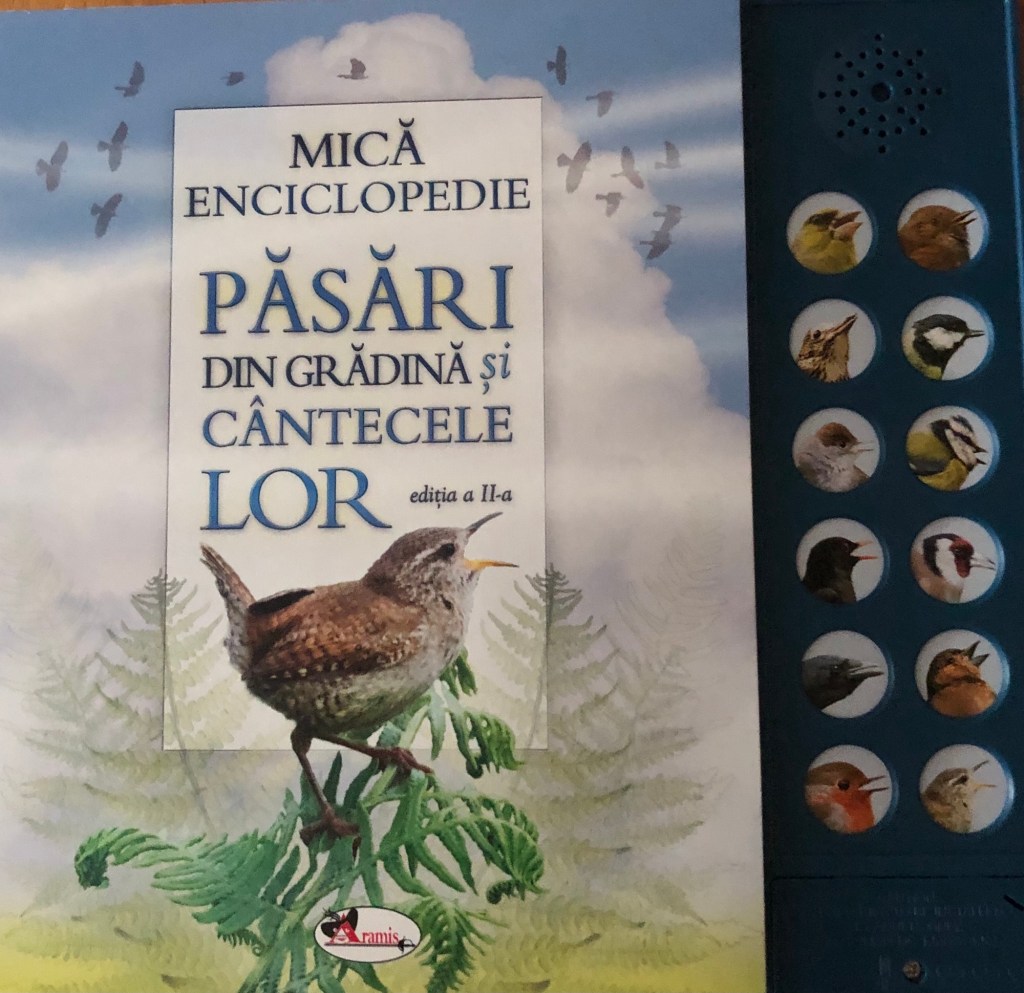 MICĂ
ENCICLOPEDIE
PĂSĂRI
DIN GRĂDINĂ și
CÂNTECELE
LOR ediția a II-a
Aramis